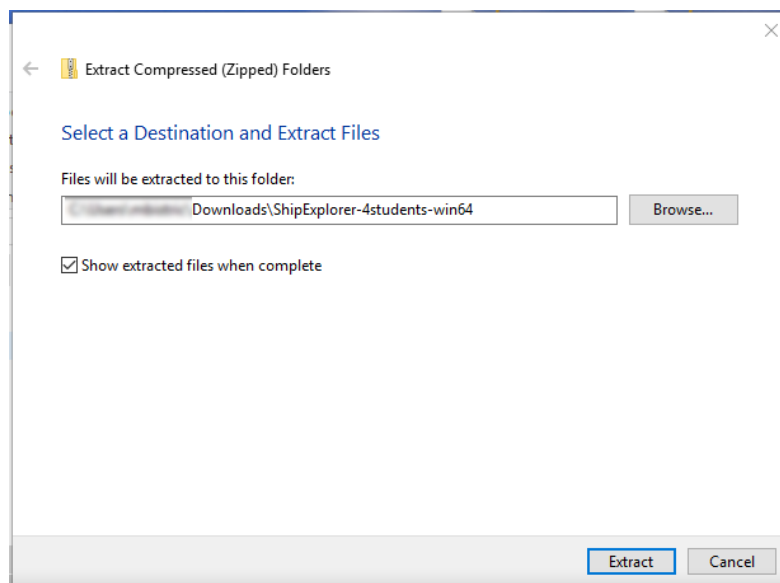 Extract Compressed (Zipped) Folders
Select a Destination and Extract Files
Files will be extracted to this folder:
Downloads\ShipExplorer-4students-win64
Browse...
Show extracted files when complete
Extract
Cancel